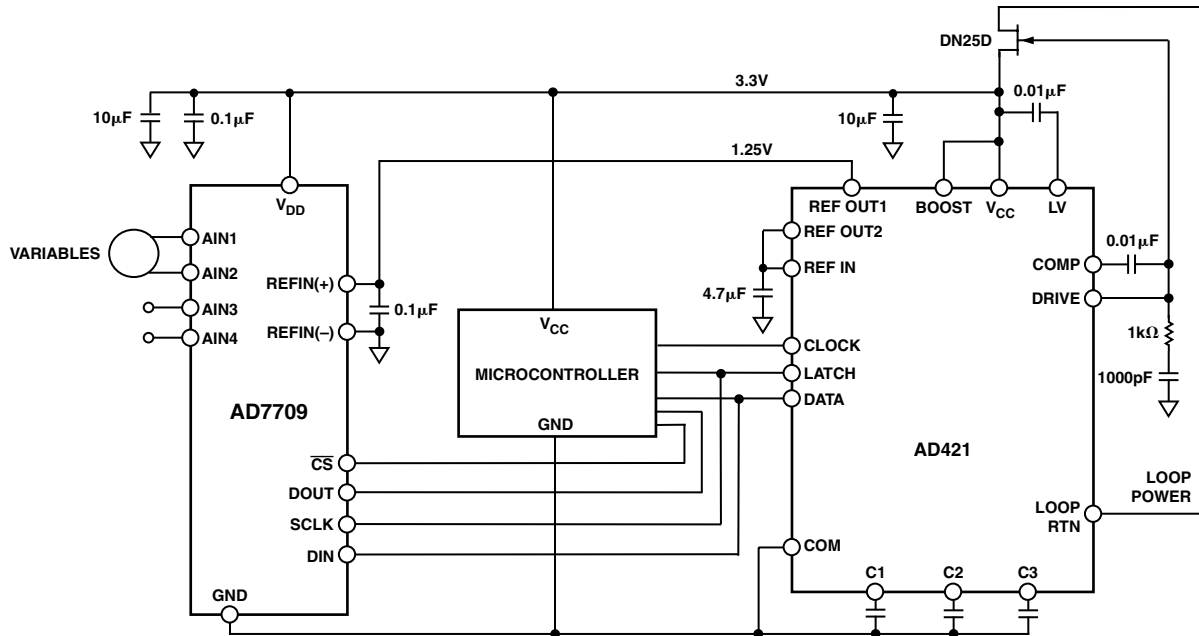 DN25D
3.3V
0.01µF
10µF
0.1µF
10µF
1.25V
VDD
REF OUT1
BOOST
VCC
LV
VARIABLES
AIN1
AIN2
AIN3
AIN4
REFIN(+)
REFIN(–)
0.1µF
REF OUT2
REF IN
4.7µF
COMP
0.01µF
DRIVE
1kΩ
1000pF
VCC
MICROCONTROLLER
GND
CLOCK
LATCH
DATA
AD7709
AD421
CS
DOUT
SCLK
DIN
GND
LOOP
POWER
LOOP
RTN
COM
C1
C2
C3